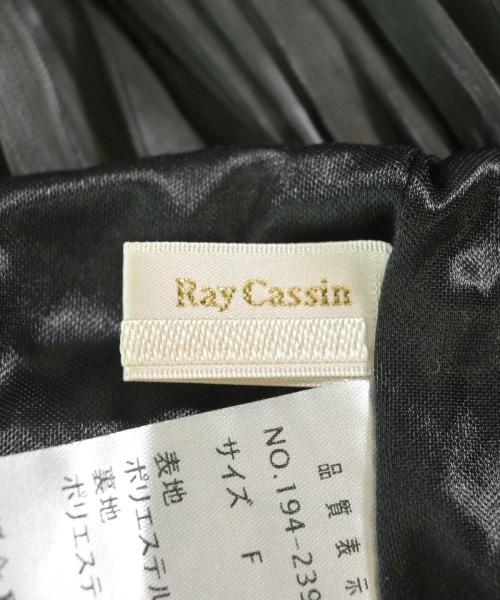 Ray Cassin
品質表示
NO.194-239
サイズ F
表地
ポリエステル
裏地
ポリエステ